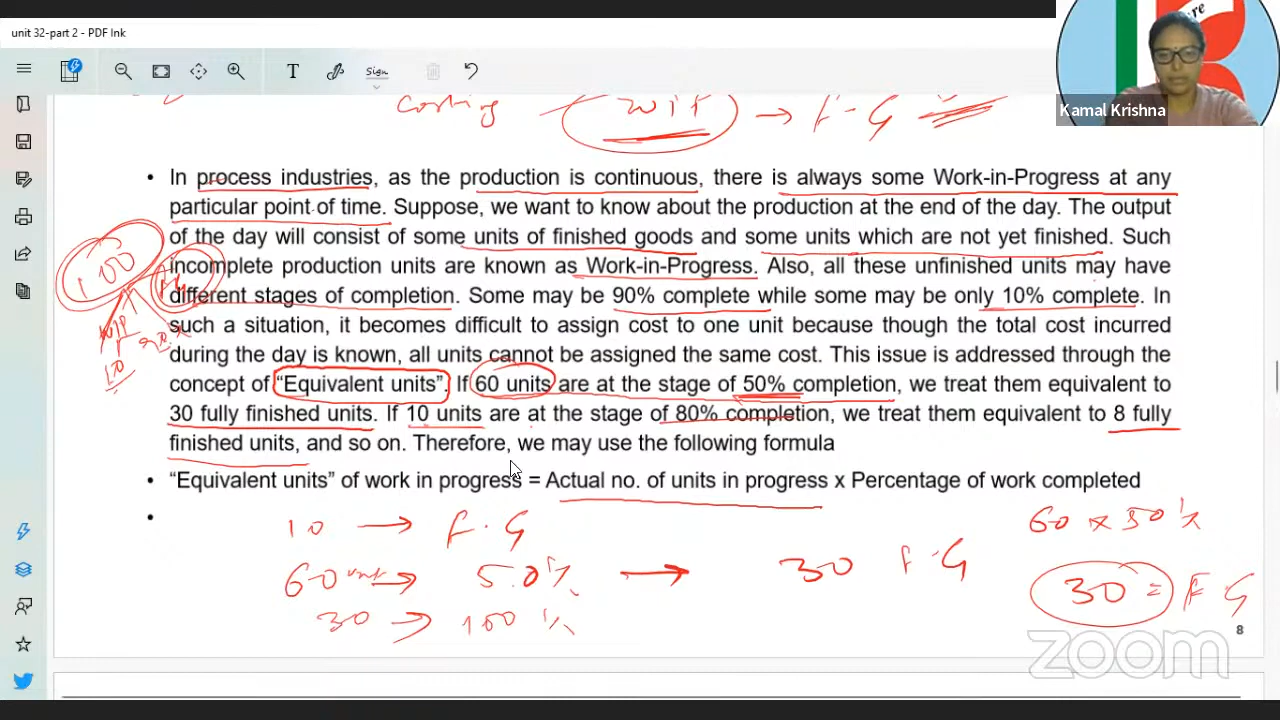 unit 32-part 2 - PDF Ink
Sign
Kamal Krishna
Costing WIP → F-G
• In process industries, as the production is continuous, there is always some Work-in-Progress at any
particular point of time. Suppose, we want to know about the production at the end of the day. The output
of the day will consist of some units of finished goods and some units which are not yet finished. Such
incomplete production units are known as Work-in-Progress. Also, all these unfinished units may have
different stages of completion. Some may be 90% complete while some may be only 10% complete. In
such a situation, it becomes difficult to assign cost to one unit because though the total cost incurred
during the day is known, all units cannot be assigned the same cost. This issue is addressed through the
concept of “Equivalent units”. If 60 units are at the stage of 50% completion, we treat them equivalent to
30 fully finished units. If 10 units are at the stage of 80% completion, we treat them equivalent to 8 fully
finished units, and so on. Therefore, we may use the following formula
• “Equivalent units” of work in progress = Actual no. of units in progress x Percentage of work completed
•
100
WIP
10
10 → F.G
60 unit → 50% → 30 F.G
30 → 100%
60 x 50%
30 = F G
8
zoom